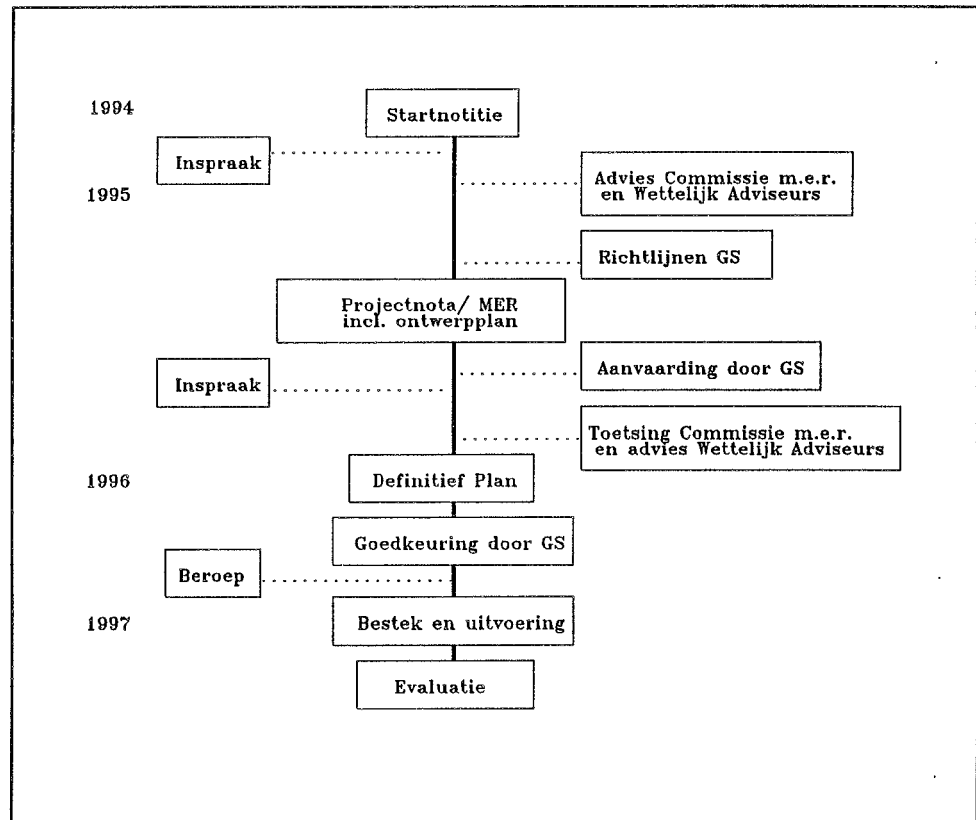 1994
Startnotitie
Inspraak
Advies Commissie m.e.r.
en Wettelijk Adviseurs
1995
Richtlijnen GS
Projectnota/ MER
incl. ontwerpplan
Aanvaarding door GS
Inspraak
Toetsing Commissie m.e.r.
en advies Wettelijk Adviseurs
1996
Definitief Plan
Goedkeuring door GS
Beroep
1997
Bestek en uitvoering
Evaluatie